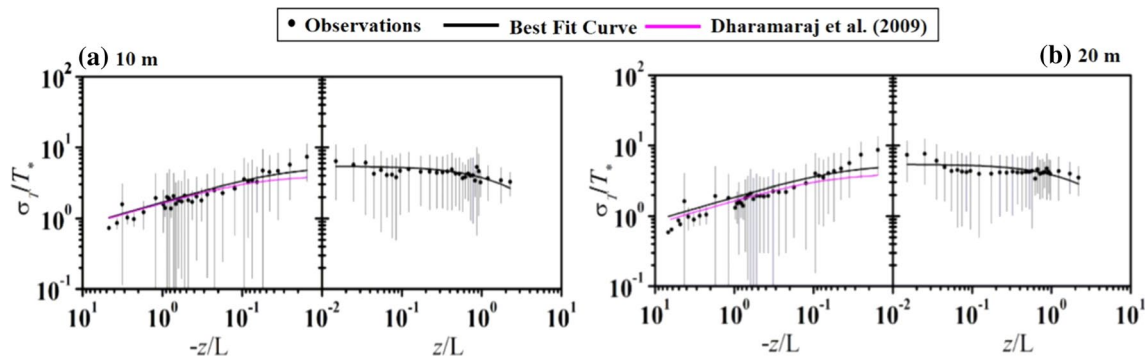 Observations Best Fit Curve Dharamaraj et al. (2009)
(a) 10 m
(b) 20 m
10² 10¹ 10⁰ 10⁻¹
σT/T*
10¹ 10⁰ 10⁻¹ 10⁻² 10⁻¹ 10⁰ 10¹
-z/L z/L
10² 10¹ 10⁰ 10⁻¹
σT/T*
10¹ 10⁰ 10⁻¹ 10⁻² 10⁻¹ 10⁰ 10¹
-z/L z/L